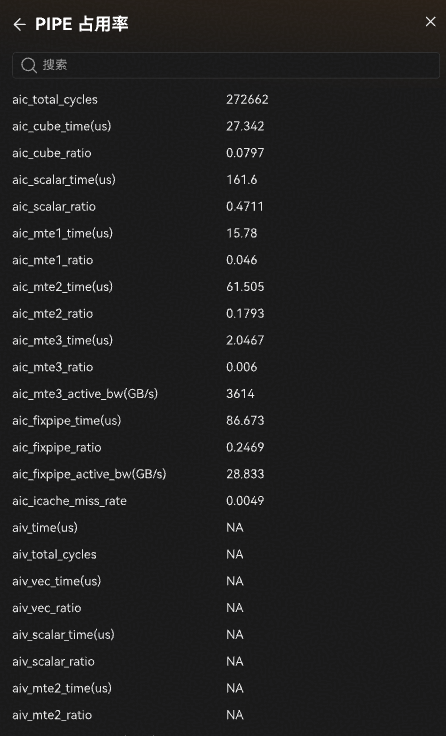 PIPE 占用率
搜索
aic_total_cycles 272662
aic_cube_time(us) 27.342
aic_cube_ratio 0.0797
aic_scalar_time(us) 161.6
aic_scalar_ratio 0.4711
aic_mte1_time(us) 15.78
aic_mte1_ratio 0.046
aic_mte2_time(us) 61.505
aic_mte2_ratio 0.1793
aic_mte3_time(us) 2.0467
aic_mte3_ratio 0.006
aic_mte3_active_bw(GB/s) 3614
aic_fixpipe_time(us) 86.673
aic_fixpipe_ratio 0.2469
aic_fixpipe_active_bw(GB/s) 28.833
aic_icache_miss_rate 0.0049
aiv_time(us) NA
aiv_total_cycles NA
aiv_vec_time(us) NA
aiv_vec_ratio NA
aiv_scalar_time(us) NA
aiv_scalar_ratio NA
aiv_mte2_time(us) NA
aiv_mte2_ratio NA